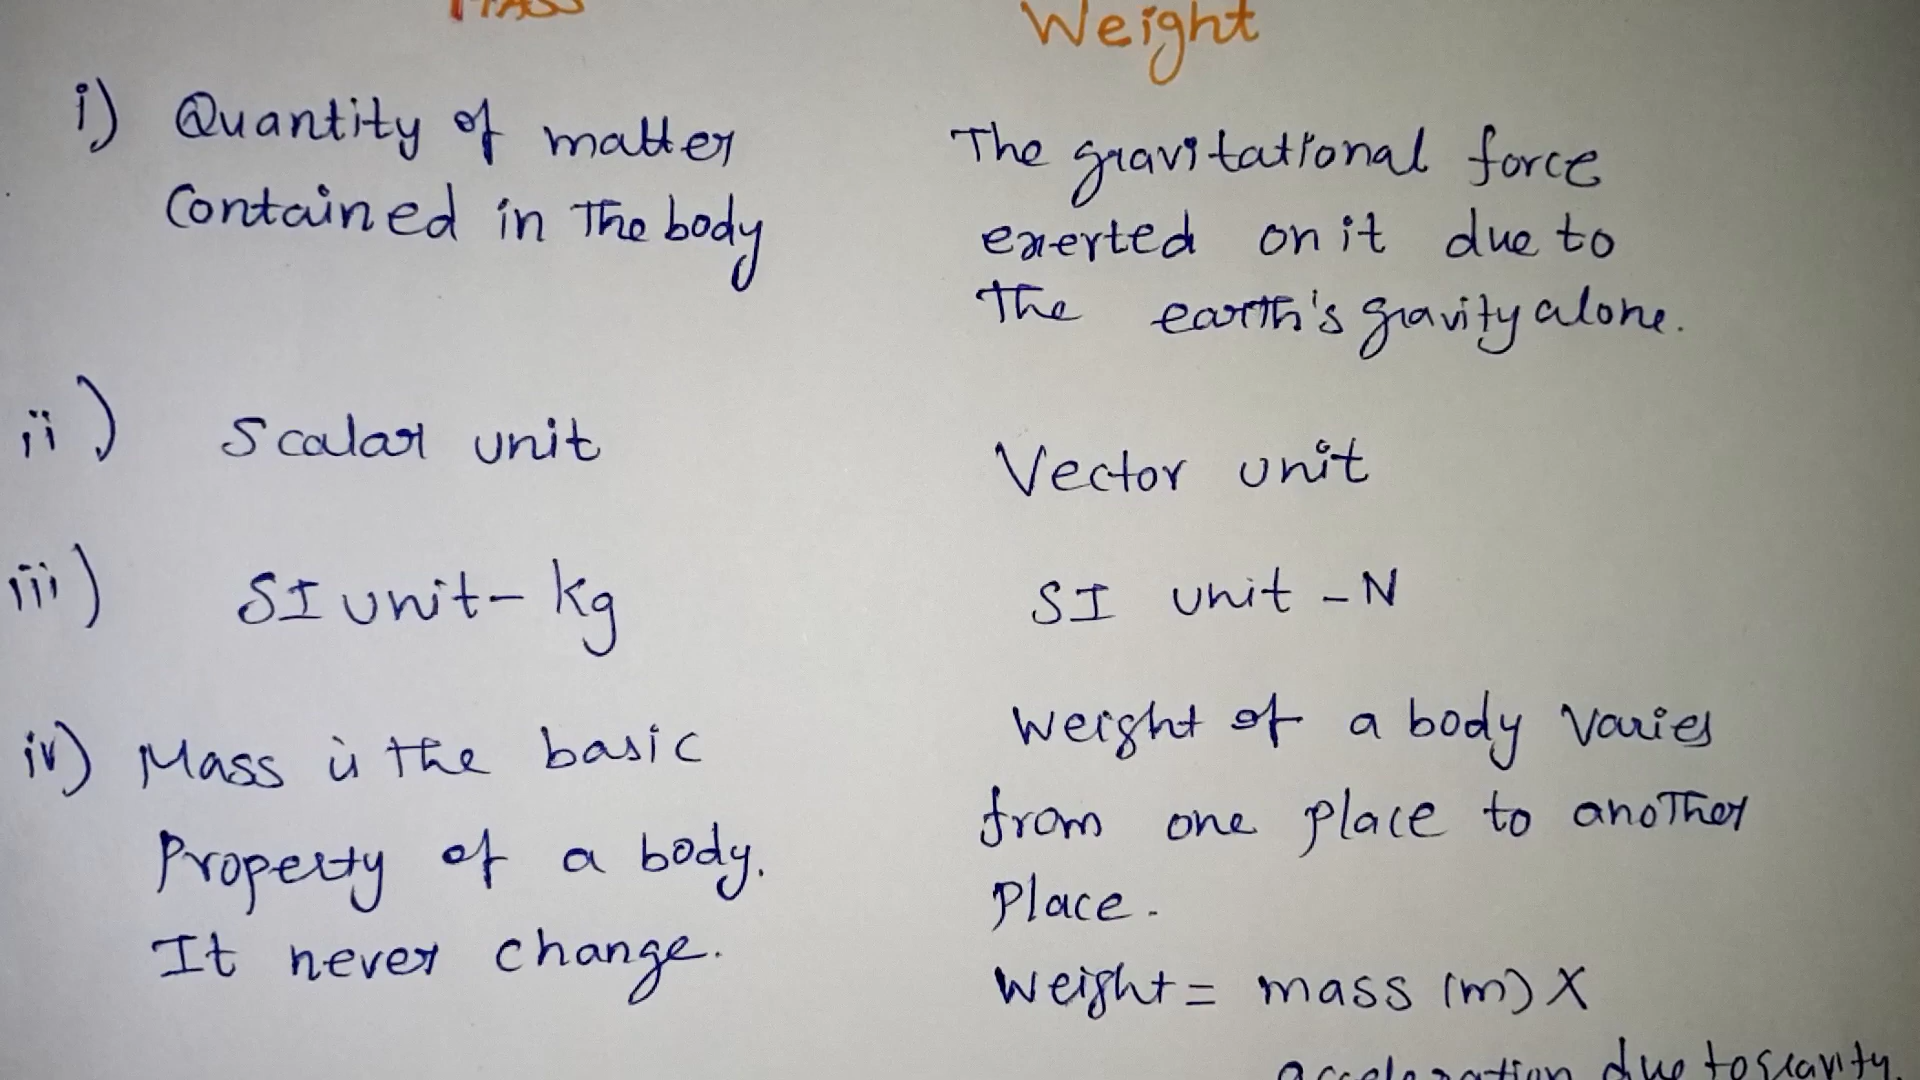 Mass
Weight
i) Quantity of matter
Contained in The body
The gravitational force
exerted on it due to
The earth's gravity alone.
ii) Scalar unit
Vector unit
iii) SI unit - kg
SI unit - N
iv) Mass is the basic
Property of a body.
It never change.
Weight of a body varies
from one place to anoTher
Place.
Weight = mass (m) X
acceleration due to gravity.